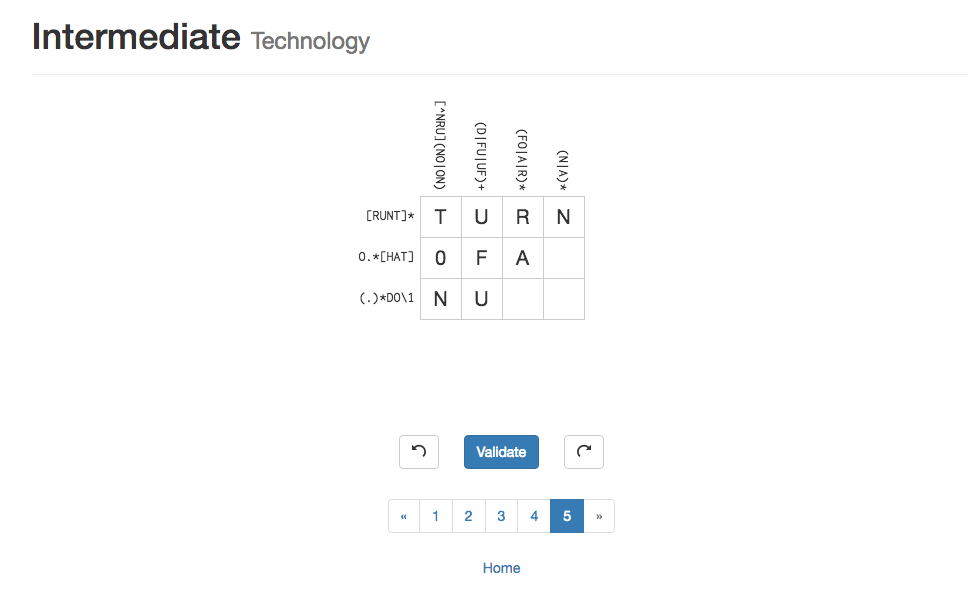 Intermediate Technology
[^NRU](NO|ON)
(D|FU|UF)+
(FO|A|R)*
(N|A)*
[RUNT]* T U R N
O.*[HAT] 0 F A
(.)*DO\1 N U
Validate
« 1 2 3 4 5 »
Home